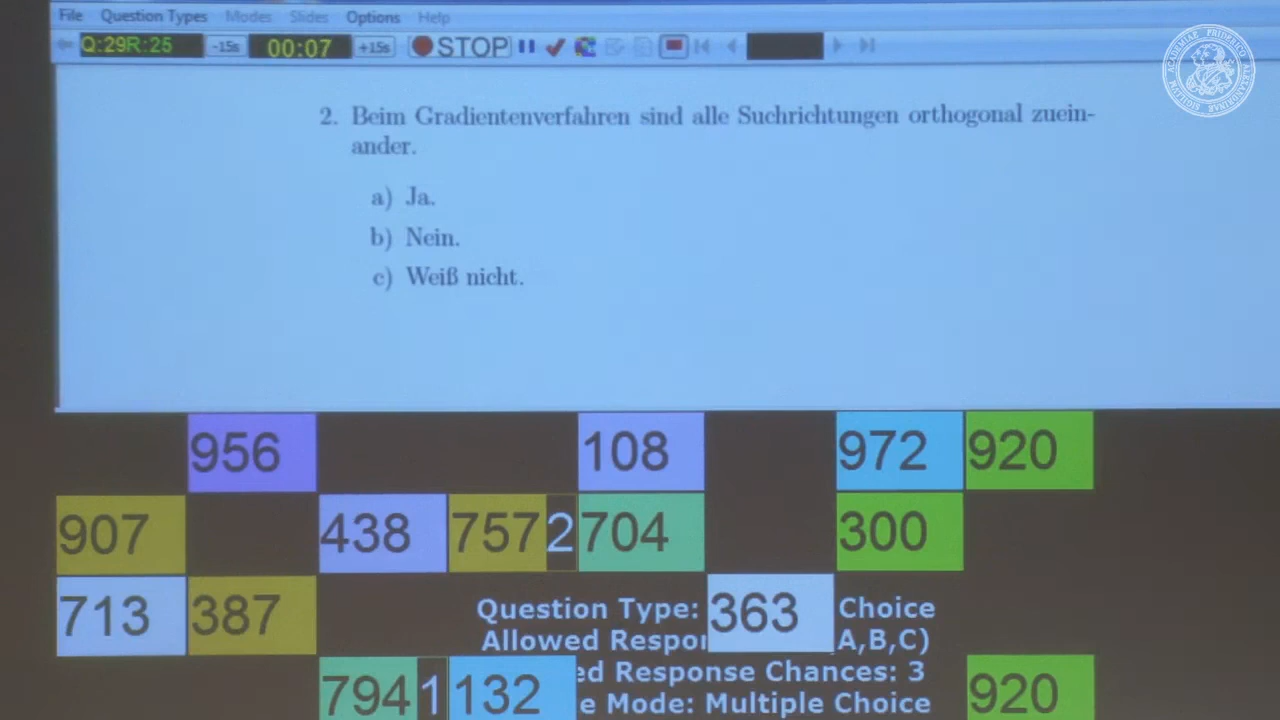 File Question Types Modes Slides Options Help
Q:29R:25 -15s 00:07 +15s STOP
2. Beim Gradientenverfahren sind alle Suchrichtungen orthogonal zuein-
ander.
a) Ja.
b) Nein.
c) Weiß nicht.
956 108 972 920
907 438 757 2 704 300
713 387 363
Question Type: Choice
Allowed Respo A,B,C)
ed Response Chances: 3
794 1 132 920
e Mode: Multiple Choice